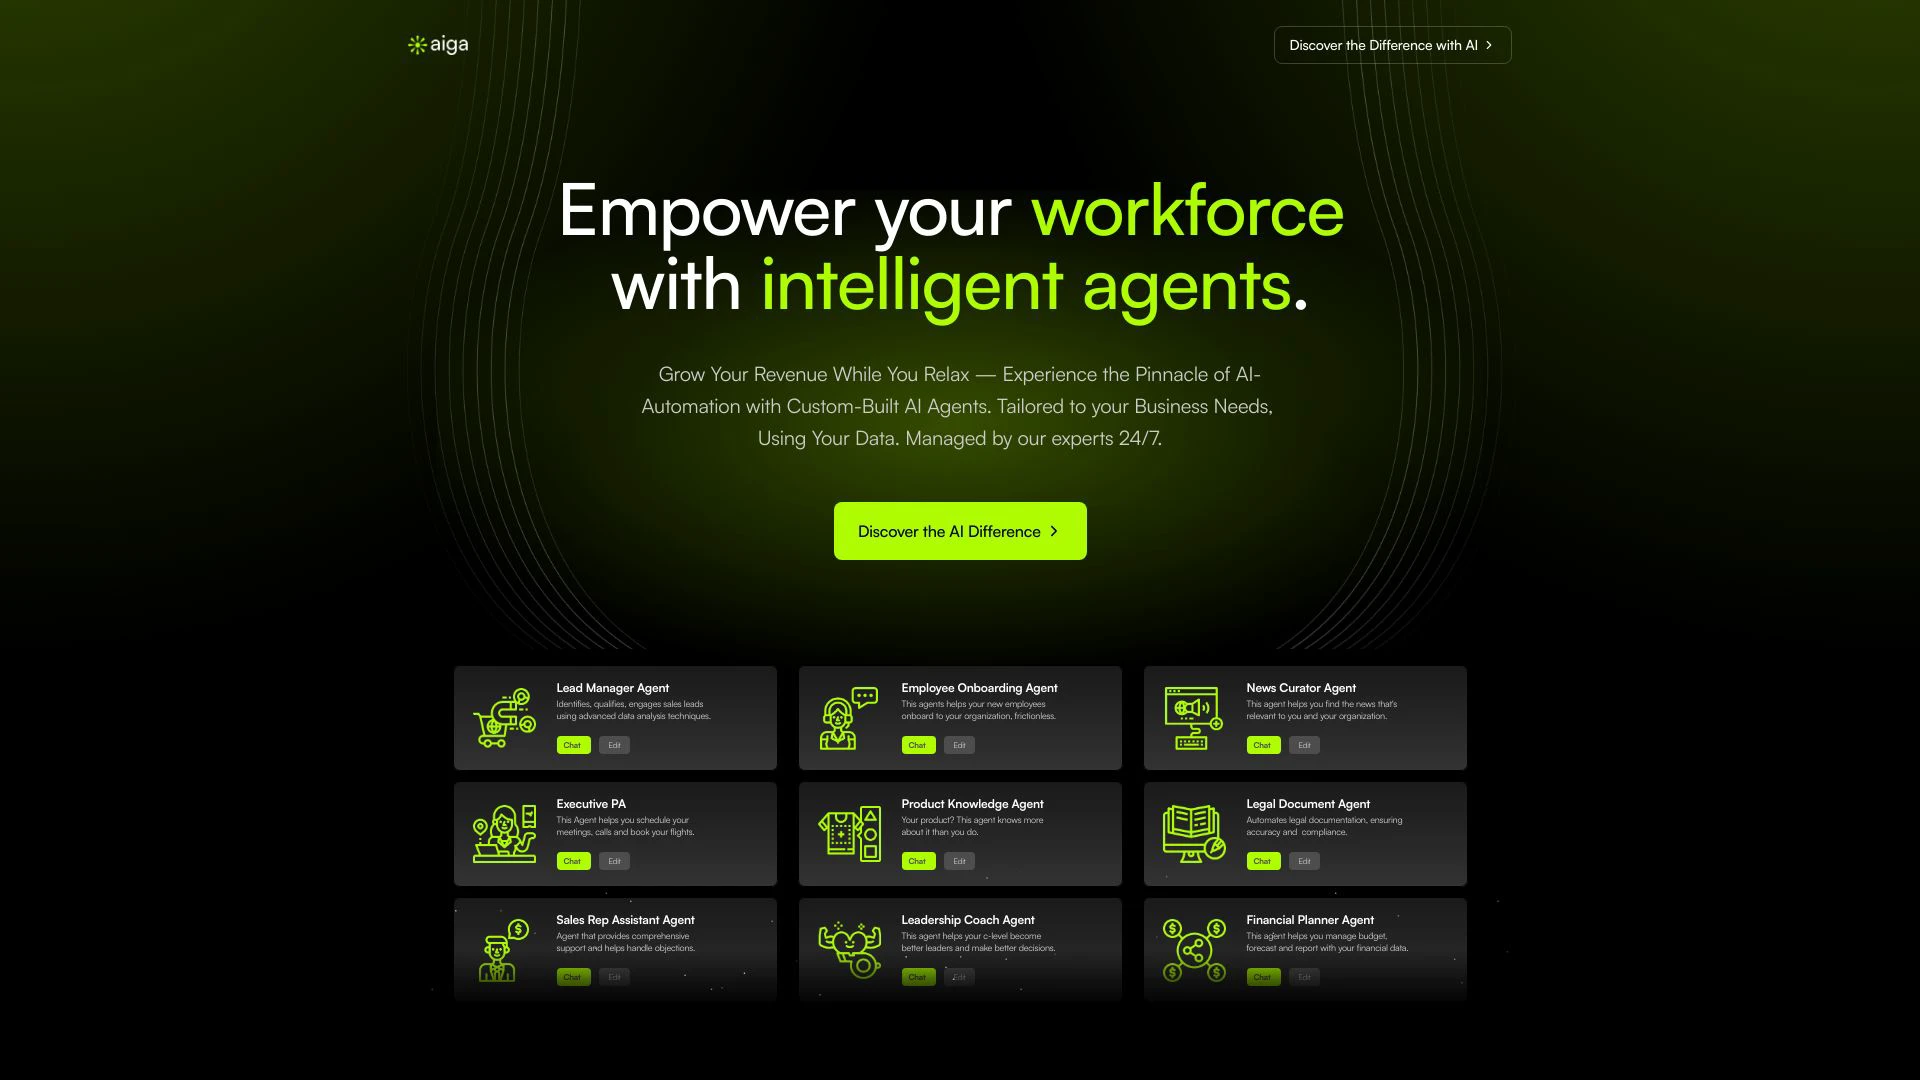 aiga
Discover the Difference with AI
Empower your workforce
with intelligent agents.
Grow Your Revenue While You Relax — Experience the Pinnacle of AI-
Automation with Custom-Built AI Agents. Tailored to your Business Needs,
Using Your Data. Managed by our experts 24/7.
Discover the AI Difference
Lead Manager Agent
Identifies, qualifies, engages sales leads
using advanced data analysis techniques.
Chat Edit
Employee Onboarding Agent
This agents helps your new employees
onboard to your organization, frictionless.
Chat Edit
News Curator Agent
This agent helps you find the news that's
relevant to you and your organization.
Chat Edit
Executive PA
This Agent helps you schedule your
meetings, calls and book your flights.
Chat Edit
Product Knowledge Agent
Your product? This agent knows more
about it than you do.
Chat Edit
Legal Document Agent
Automates legal documentation, ensuring
accuracy and compliance.
Chat Edit
Sales Rep Assistant Agent
Agent that provides comprehensive
support and helps handle objections.
Chat Edit
Leadership Coach Agent
This agent helps your c-level become
better leaders and make better decisions.
Chat Edit
Financial Planner Agent
This agent helps you manage budget,
forecast and report with your financial data.
Chat Edit